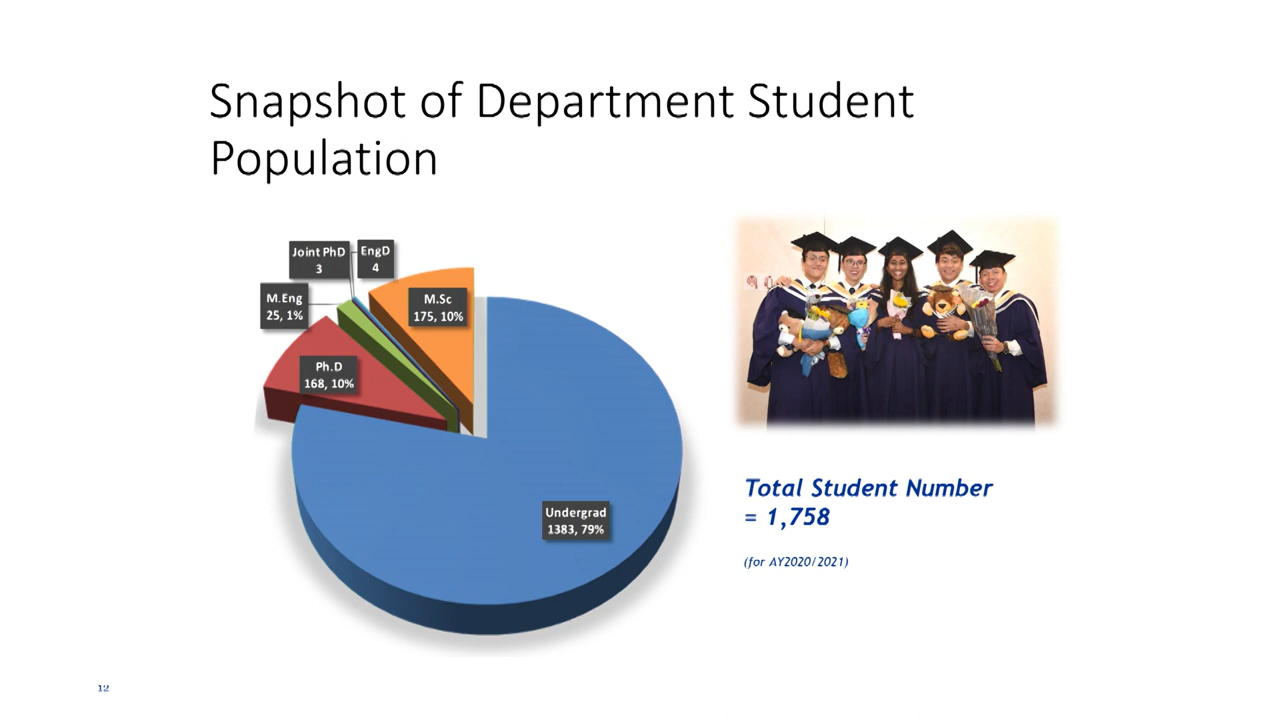 Snapshot of Department Student
Population
Joint PhD
3
EngD
4
M.Eng
25, 1%
M.Sc
175, 10%
Ph.D
168, 10%
Undergrad
1383, 79%
Total Student Number
= 1,758
(for AY2020/2021)
12